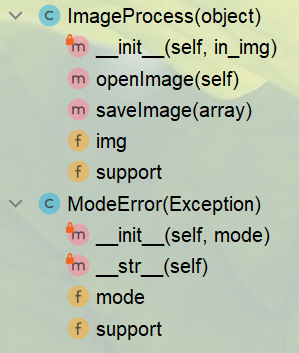 C ImageProcess(object)
m __init__(self, in_img)
m openImage(self)
m saveImage(array)
f img
f support
C ModeError(Exception)
m __init__(self, mode)
m __str__(self)
f mode
f support